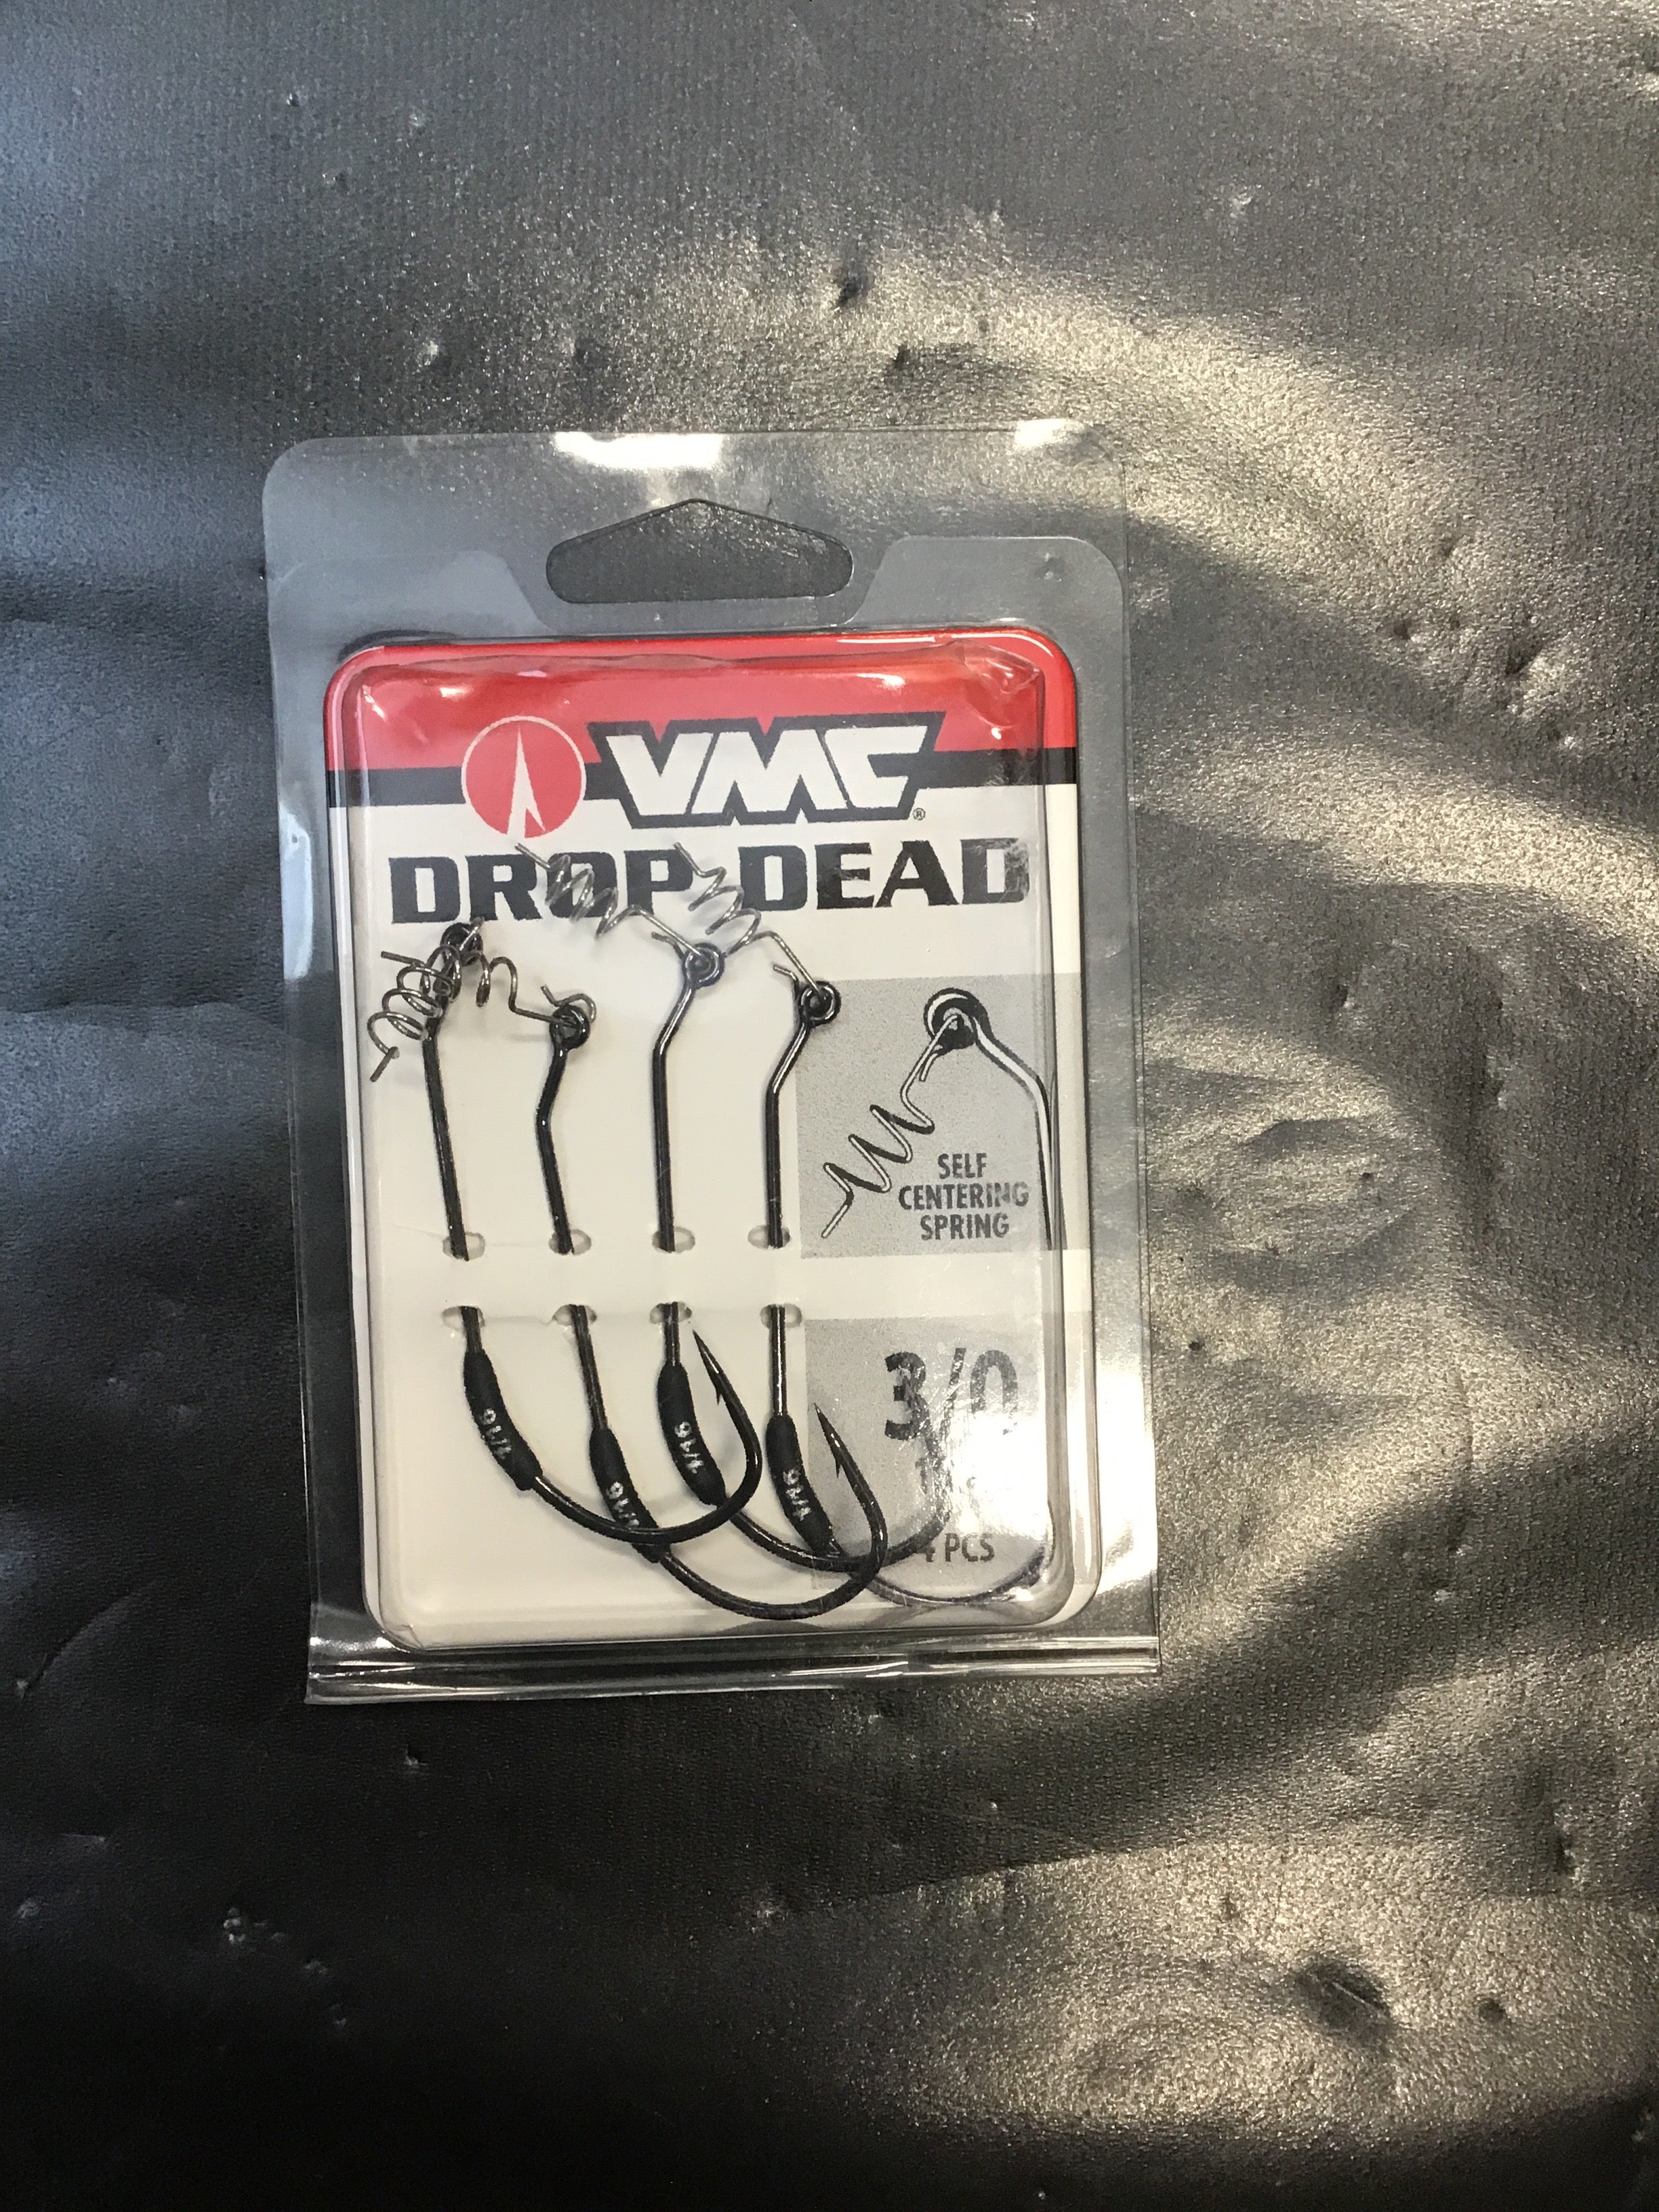 VMC®
DROP DEAD
SELF
CENTERING
SPRING
3/0
4 PCS
1/16
1/16
1/16
1/16